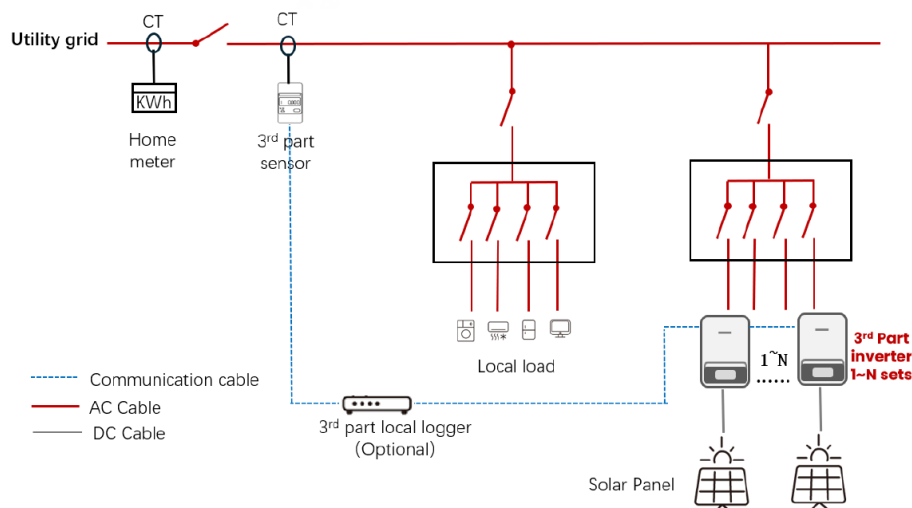 CT
CT
Utility grid
KWh
Home
meter
3rd part
sensor
Local load
1~N
......
3rd Part
inverter
1~N sets
Communication cable
AC Cable
DC Cable
3rd part local logger
(Optional)
Solar Panel